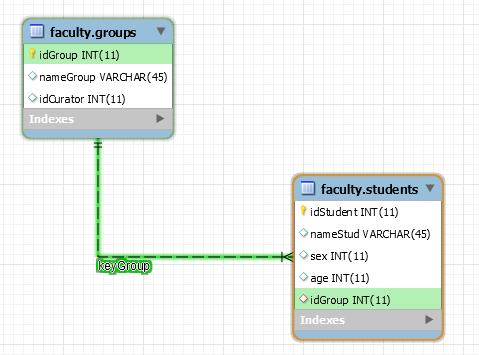 faculty.groups
idGroup INT(11)
nameGroup VARCHAR(45)
idCurator INT(11)
Indexes
keyGroup
faculty.students
idStudent INT(11)
nameStud VARCHAR(45)
sex INT(11)
age INT(11)
idGroup INT(11)
Indexes